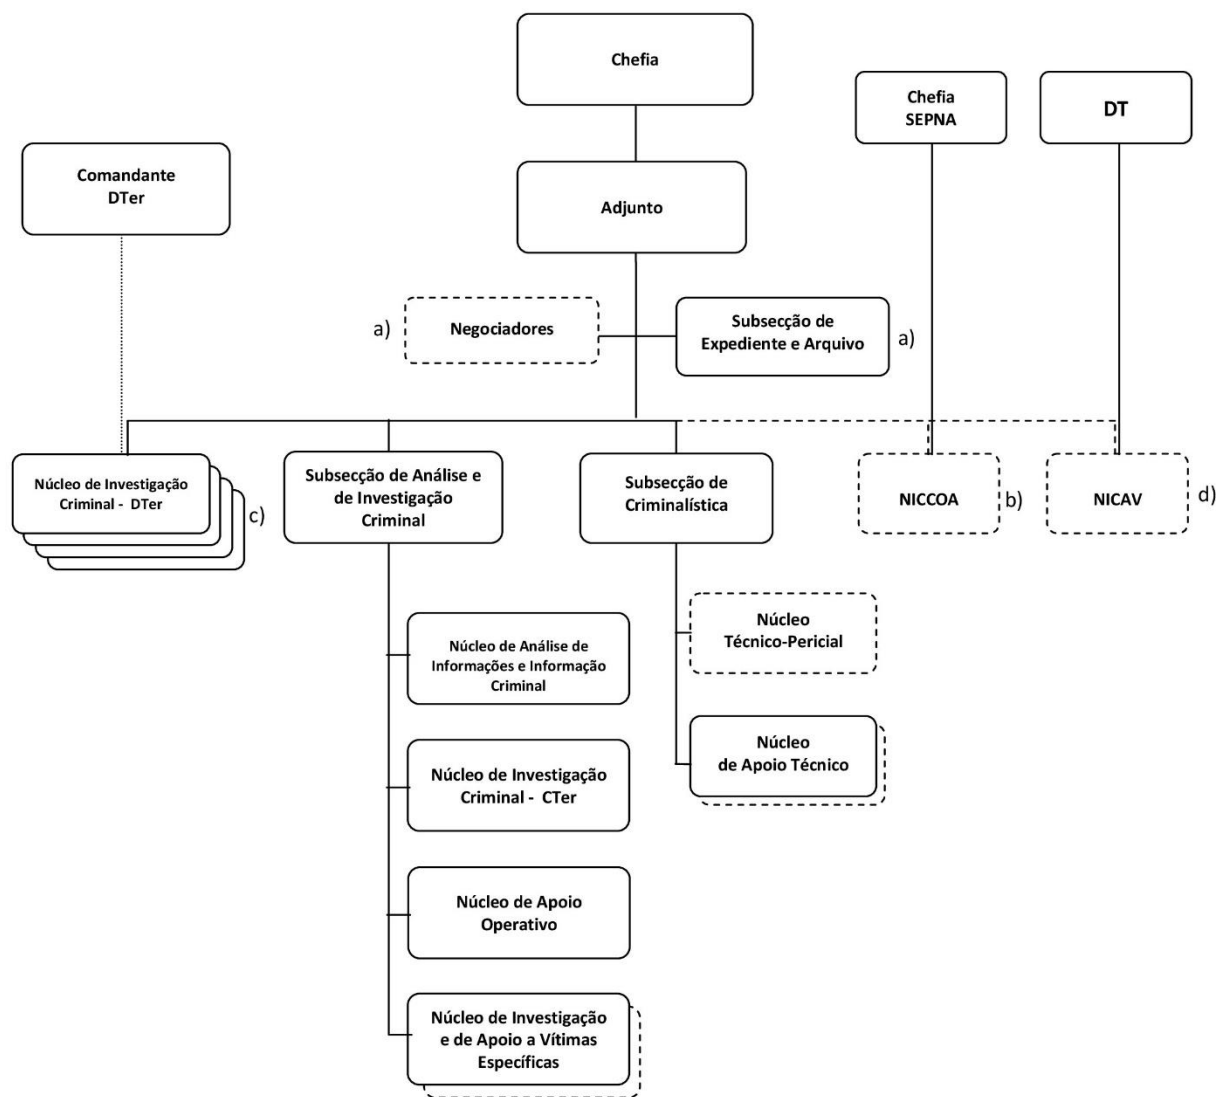 Chefia
Chefia
SEPNA
DT
Comandante
DTer
Adjunto
a)
Negociadores
Subsecção de
Expediente e Arquivo
a)
Núcleo de Investigação
Criminal - DTer
c)
Subsecção de Análise e
de Investigação
Criminal
Subsecção de
Criminalística
NICCOA
b)
NICAV
d)
Núcleo de Análise de
Informações e Informação
Criminal
Núcleo
Técnico-Pericial
Núcleo de Investigação
Criminal - CTer
Núcleo
de Apoio Técnico
Núcleo de Apoio
Operativo
Núcleo de Investigação
e de Apoio a Vítimas
Específicas